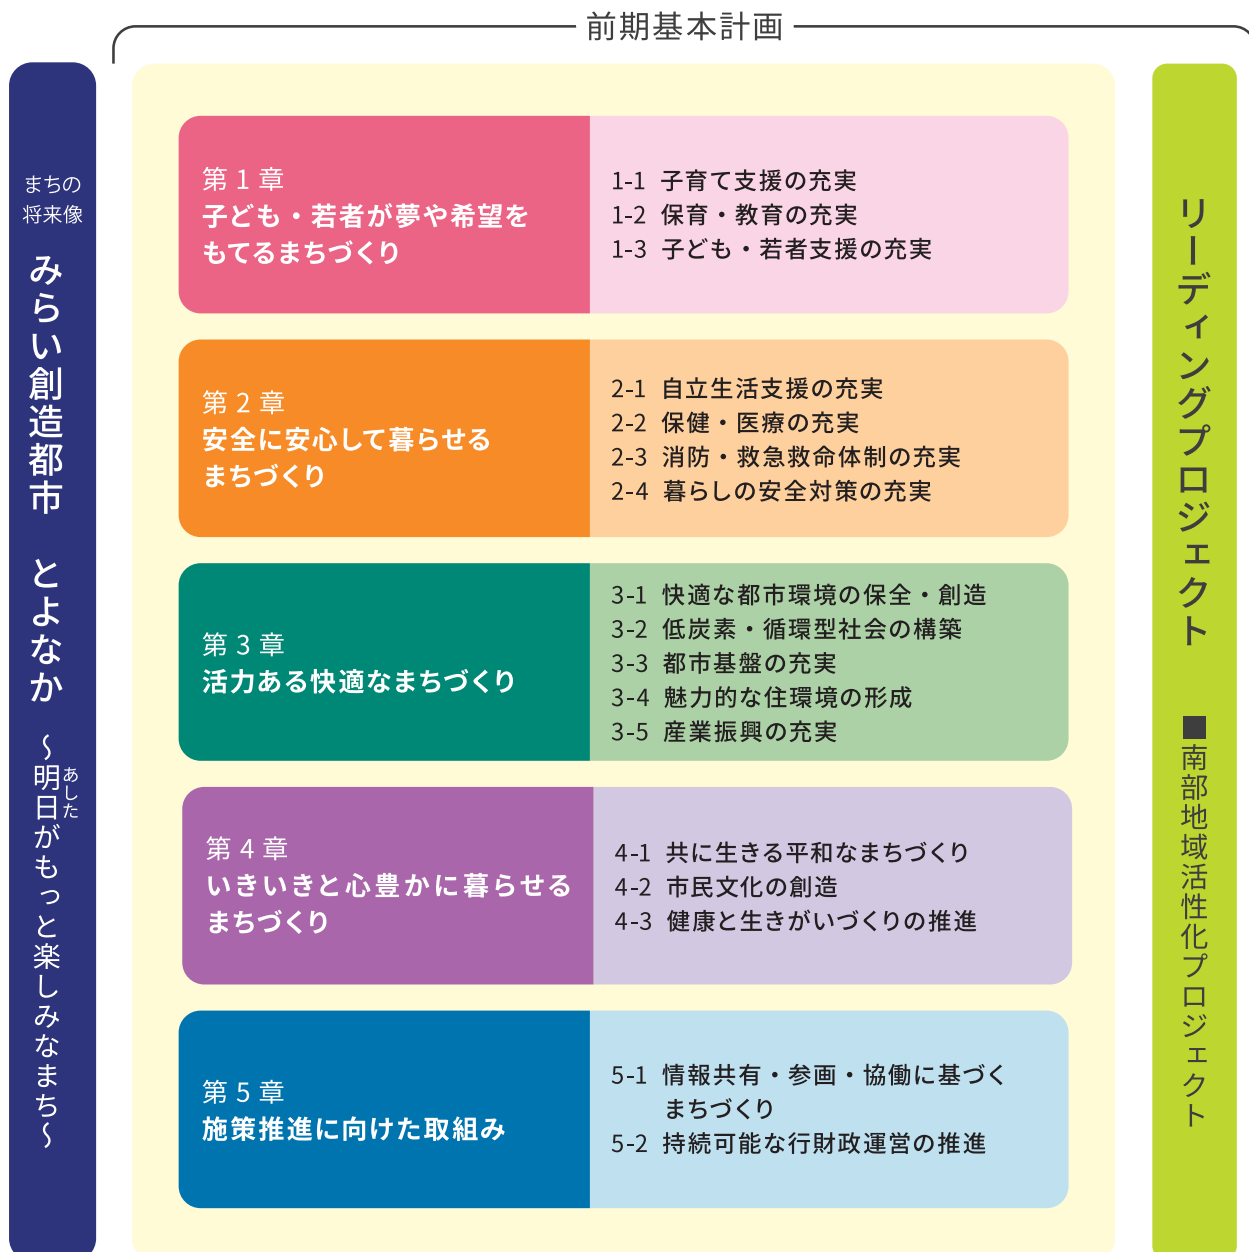 前期基本計画
まちの
将来像
みらい創造都市 とよなか
～明日がもっと楽しみなまち～
あした
第 1 章
子ども・若者が夢や希望を
もてるまちづくり
1-1 子育て支援の充実
1-2 保育・教育の充実
1-3 子ども・若者支援の充実
第 2 章
安全に安心して暮らせる
まちづくり
2-1 自立生活支援の充実
2-2 保健・医療の充実
2-3 消防・救急救命体制の充実
2-4 暮らしの安全対策の充実
第 3 章
活力ある快適なまちづくり
3-1 快適な都市環境の保全・創造
3-2 低炭素・循環型社会の構築
3-3 都市基盤の充実
3-4 魅力的な住環境の形成
3-5 産業振興の充実
第 4 章
いきいきと心豊かに暮らせる
まちづくり
4-1 共に生きる平和なまちづくり
4-2 市民文化の創造
4-3 健康と生きがいづくりの推進
第 5 章
施策推進に向けた取組み
5-1 情報共有・参画・協働に基づく
まちづくり
5-2 持続可能な行財政運営の推進
リーディングプロジェクト
■南部地域活性化プロジェクト